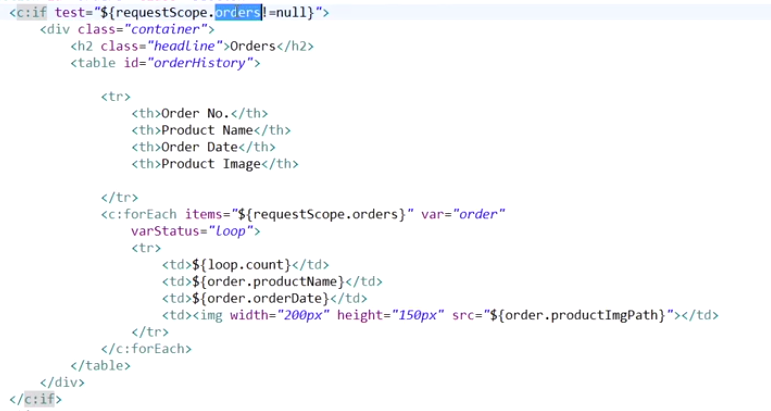 <c:if test="${requestScope.orders!=null}">
<div class="container">
<h2 class="headline">Orders</h2>
<table id="orderHistory">
<tr>
<th>Order No.</th>
<th>Product Name</th>
<th>Order Date</th>
<th>Product Image</th>
</tr>
<c:forEach items="${requestScope.orders}" var="order"
varStatus="loop">
<tr>
<td>${loop.count}</td>
<td>${order.productName}</td>
<td>${order.orderDate}</td>
<td><img width="200px" height="150px" src="${order.productImgPath}"></td>
</tr>
</c:forEach>
</table>
</div>
</c:if>